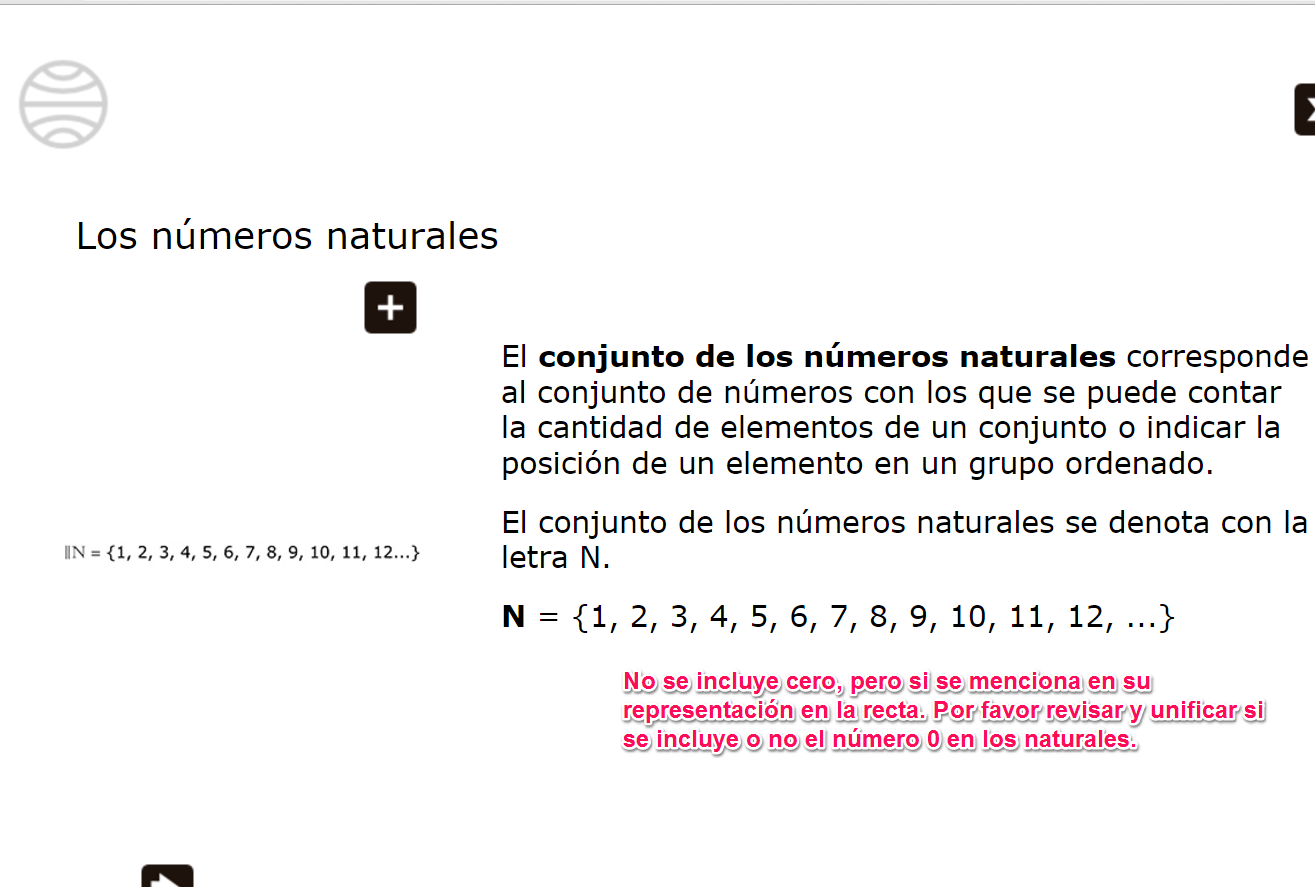 Los números naturales
El conjunto de los números naturales corresponde
al conjunto de números con los que se puede contar
la cantidad de elementos de un conjunto o indicar la
posición de un elemento en un grupo ordenado.
El conjunto de los números naturales se denota con la
letra N.
ℕ = {1, 2, 3, 4, 5, 6, 7, 8, 9, 10, 11, 12...}
N = {1, 2, 3, 4, 5, 6, 7, 8, 9, 10, 11, 12, ...}
No se incluye cero, pero si se menciona en su
representación en la recta. Por favor revisar y unificar si
se incluye o no el número 0 en los naturales.